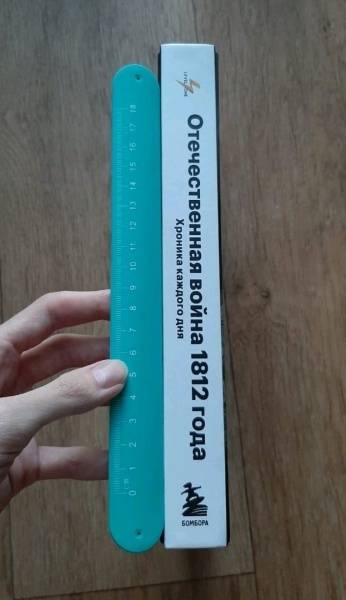 Отечественная война 1812 года
Хроника каждого дня
БОМБОРА
0 1 2 3 4 5 6 7 8 9 10 11 12 13 14 15 16 17 18